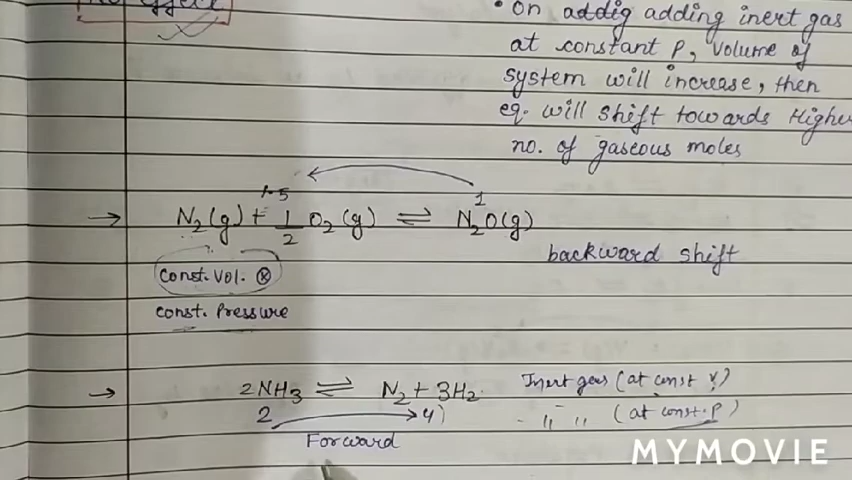 • On addig adding inert gas
at constant P, Volume of
system will increase, then
eq. will shift towards Highe
no. of gaseous moles
1.5 1
→ N₂(g) + 1/2 O₂(g) ⇌ N₂O(g)
backward shift
const. vol. ⊗
const. Pressure
→ 2NH₃ ⇌ N₂ + 3H₂ Inert gas (at const V)
2 → 4 - " " (at const. P)
Forward
MYMOVIE